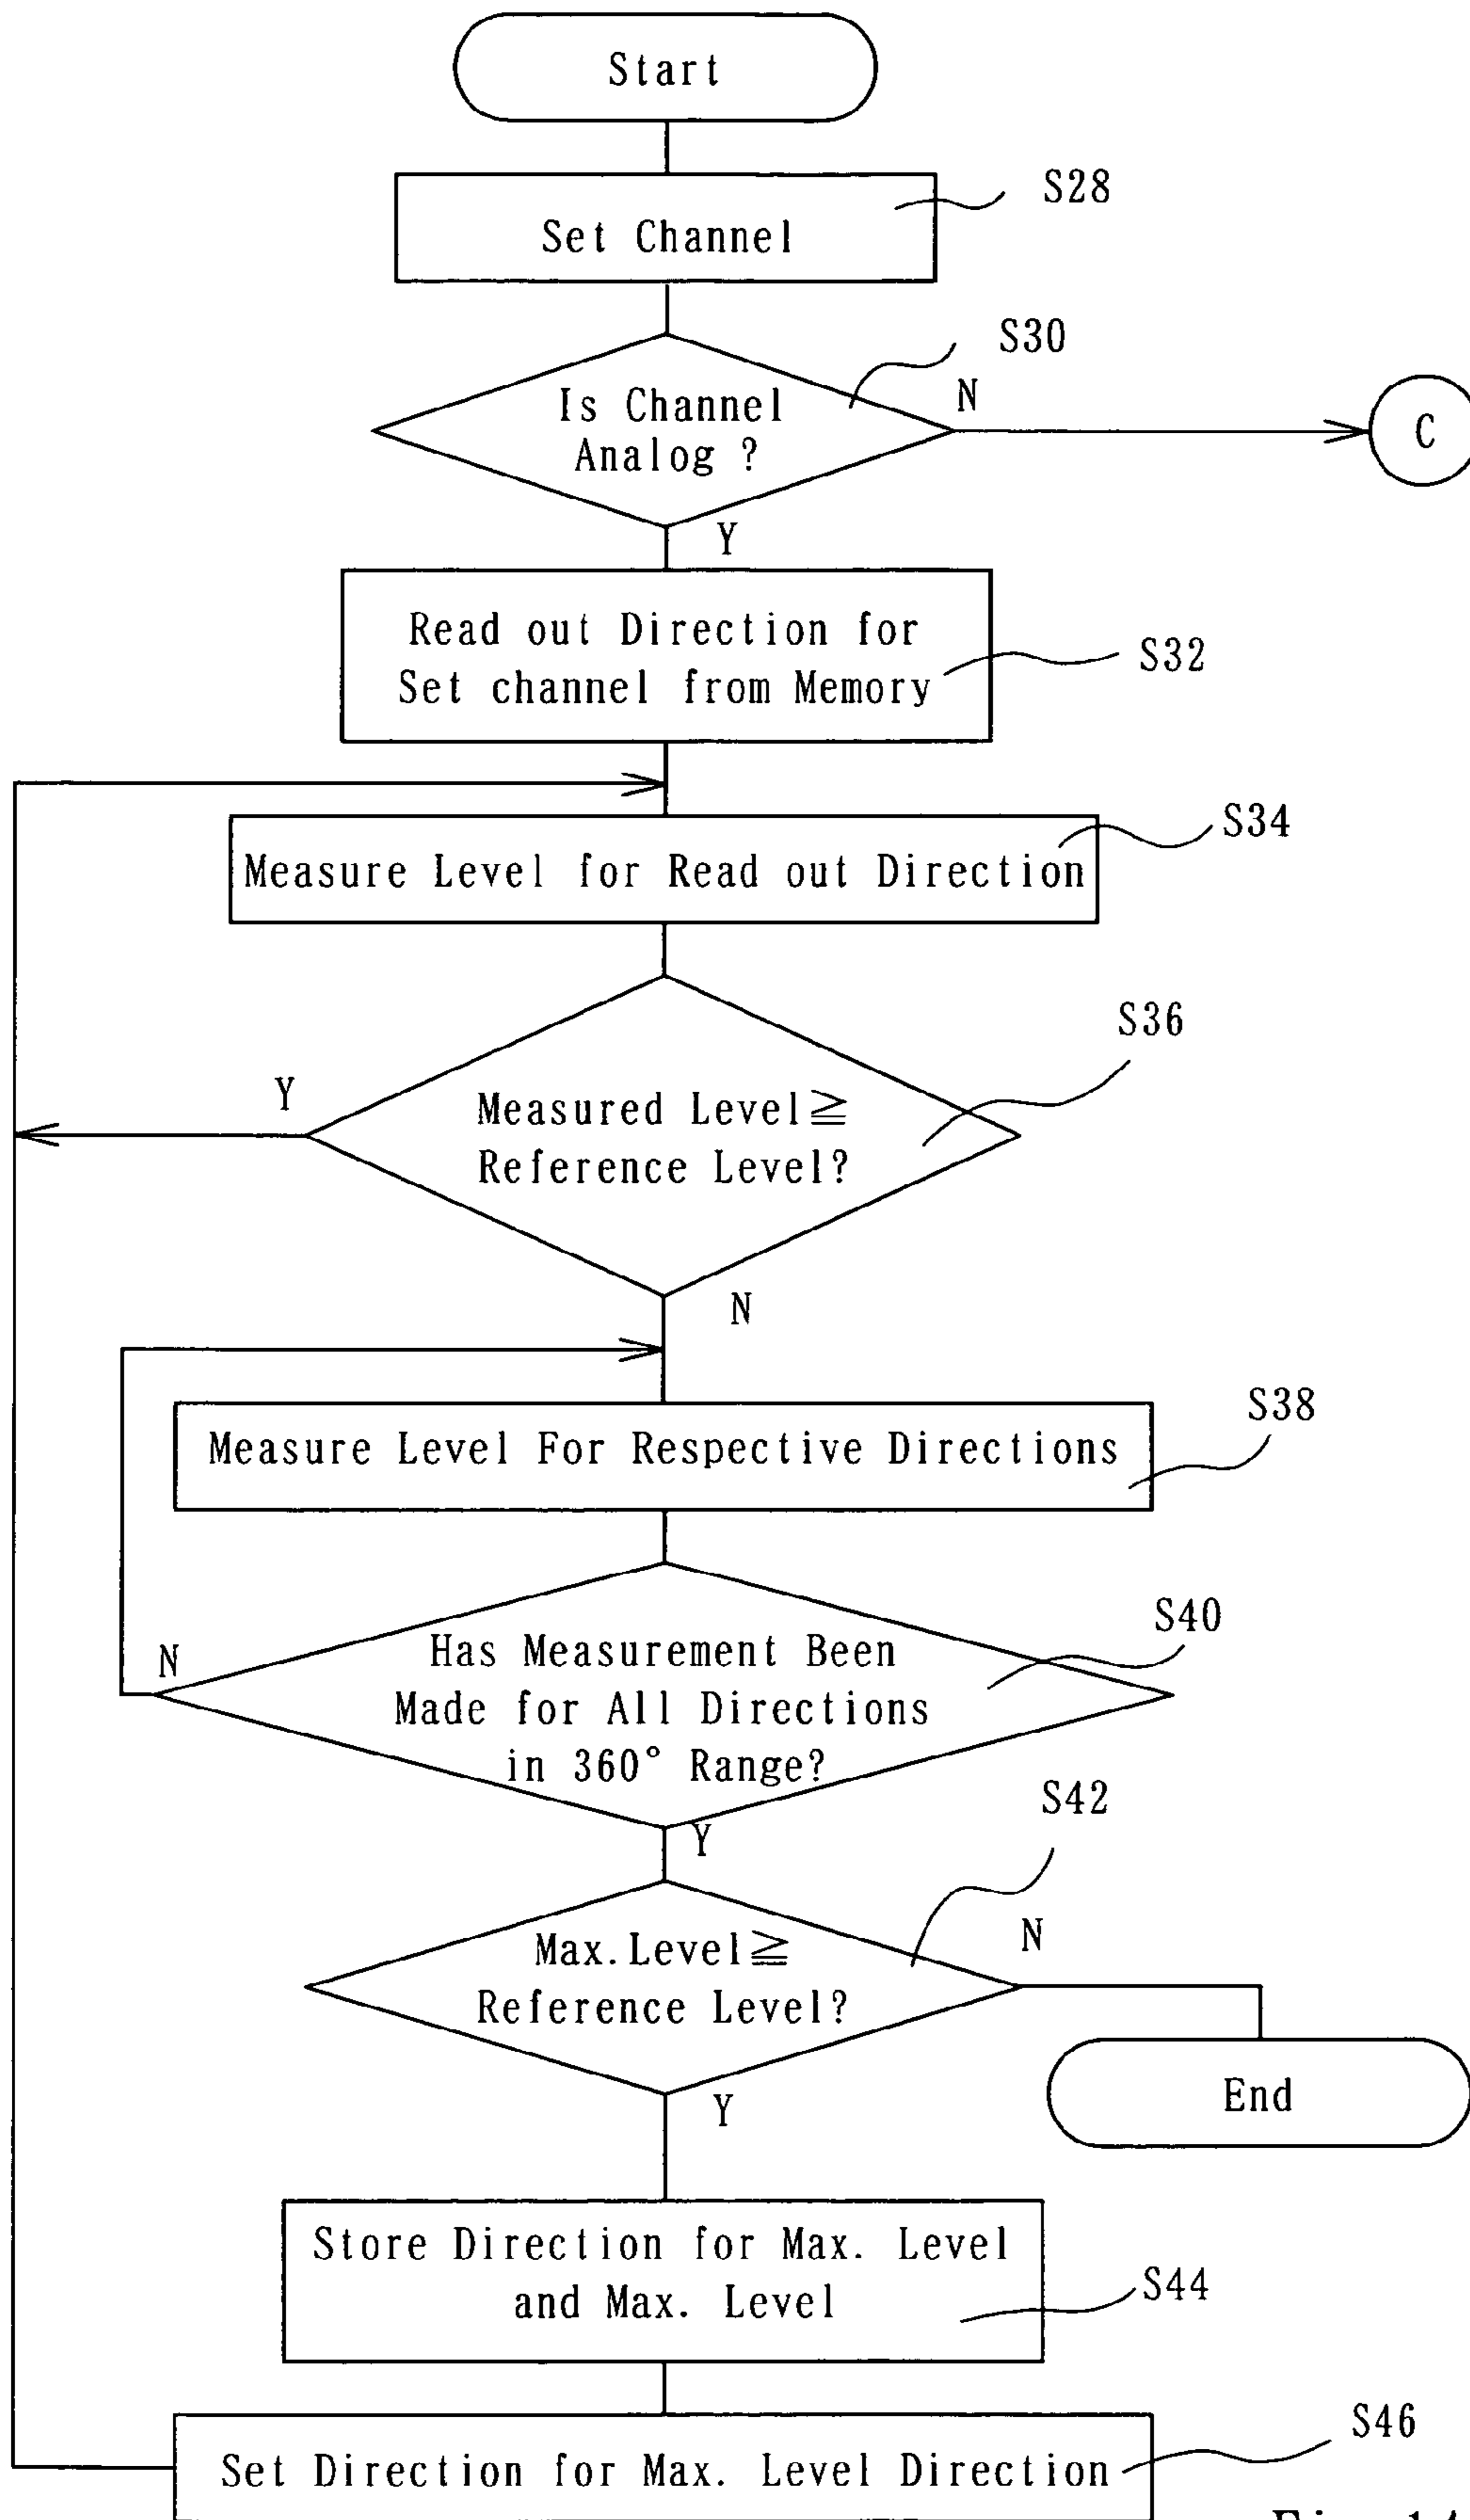 Start
S28
Set Channel
S30
N
Is Channel
Analog ?
C
Y
Read out Direction for
Set channel from Memory
S32
S34
Measure Level for Read out Direction
S36
Y
Measured Level≧
Reference Level?
N
S38
Measure Level For Respective Directions
S40
N
Has Measurement Been
Made for All Directions
in 360° Range?
S42
Y
N
Max.Level≧
Reference Level?
End
Y
Store Direction for Max. Level
and Max. Level
S44
S46
Set Direction for Max. Level Direction